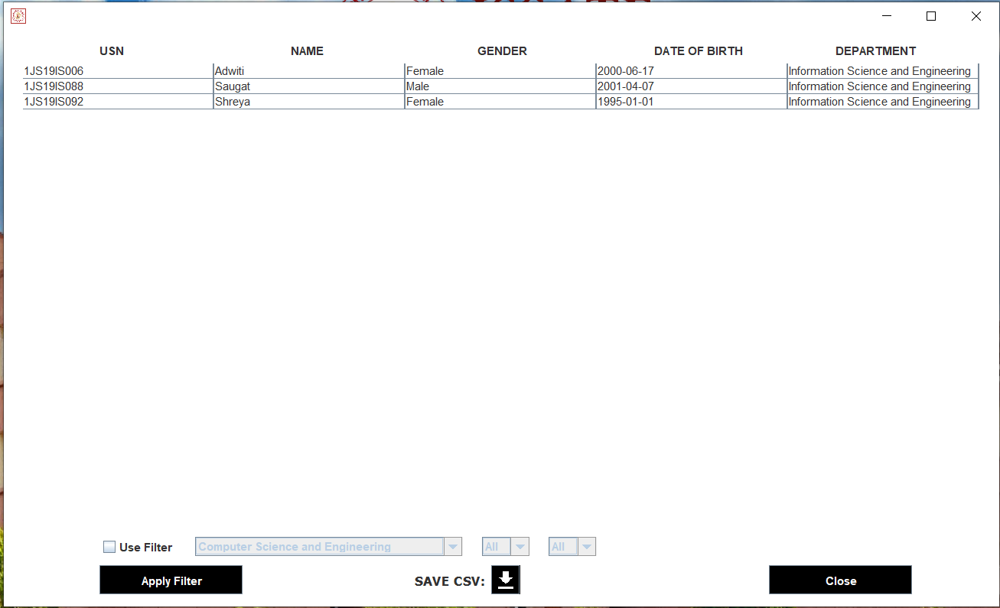 USN NAME GENDER DATE OF BIRTH DEPARTMENT
1JS19IS006 Adwiti Female 2000-06-17 Information Science and Engineering
1JS19IS088 Saugat Male 2001-04-07 Information Science and Engineering
1JS19IS092 Shreya Female 1995-01-01 Information Science and Engineering
Use Filter Computer Science and Engineering All All
Apply Filter SAVE CSV: Close